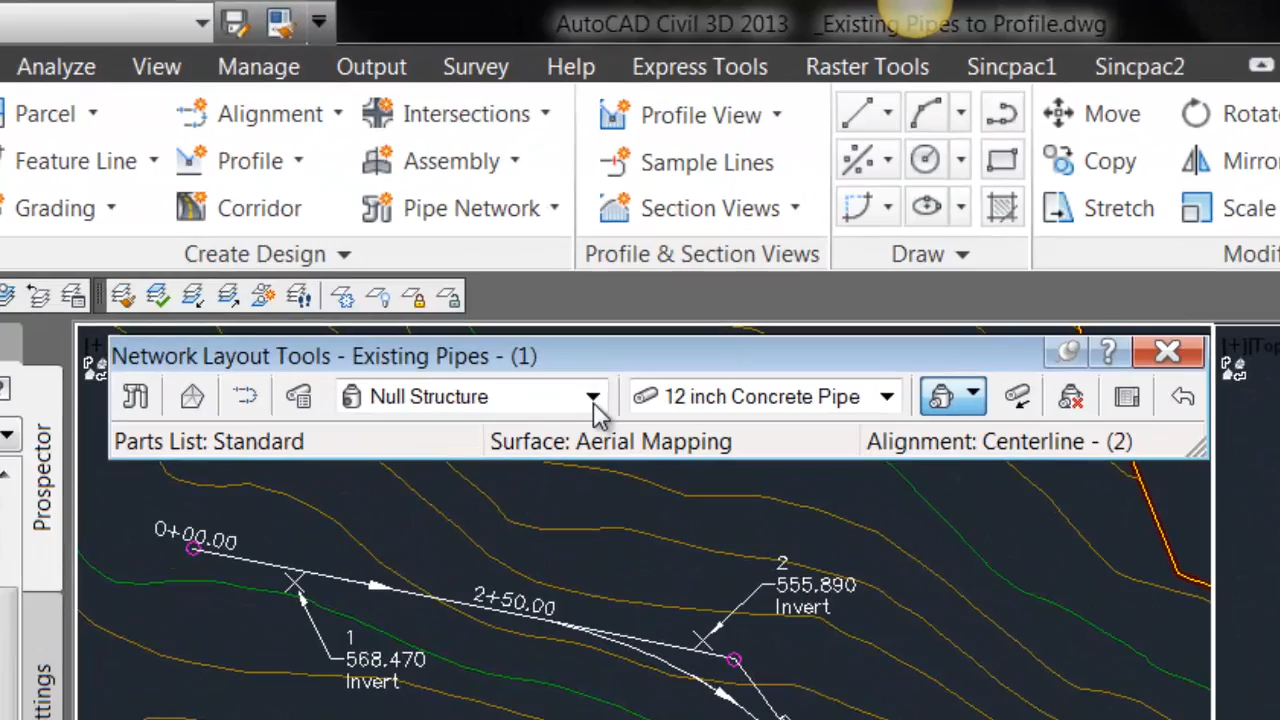 AutoCAD Civil 3D 2013 _Existing Pipes to Profile.dwg
Analyze View Manage Output Survey Help Express Tools Raster Tools Sincpac1 Sincpac2
Parcel Alignment Intersections Profile View Move Rotat
Feature Line Profile Assembly Sample Lines Copy Mirro
Grading Corridor Pipe Network Section Views Stretch Scale
Create Design Profile & Section Views Draw Modif
Network Layout Tools - Existing Pipes - (1)
Null Structure 12 inch Concrete Pipe
Parts List: Standard Surface: Aerial Mapping Alignment: Centerline - (2)
Prospector
ttings
0+00.00
2+50.00
2
555.890
Invert
1
568.470
Invert